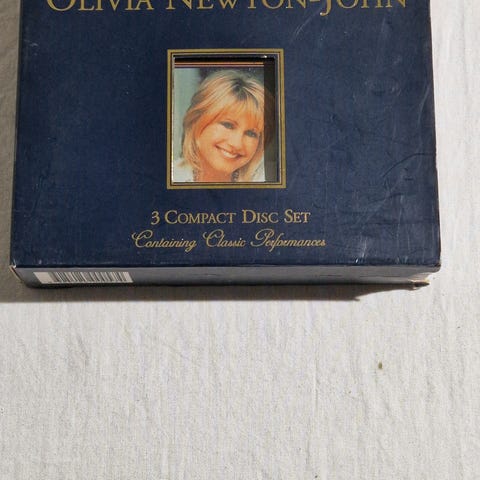 OLIVIA NEWTON-JOHN
3 COMPACT DISC SET
Containing Classic Performances